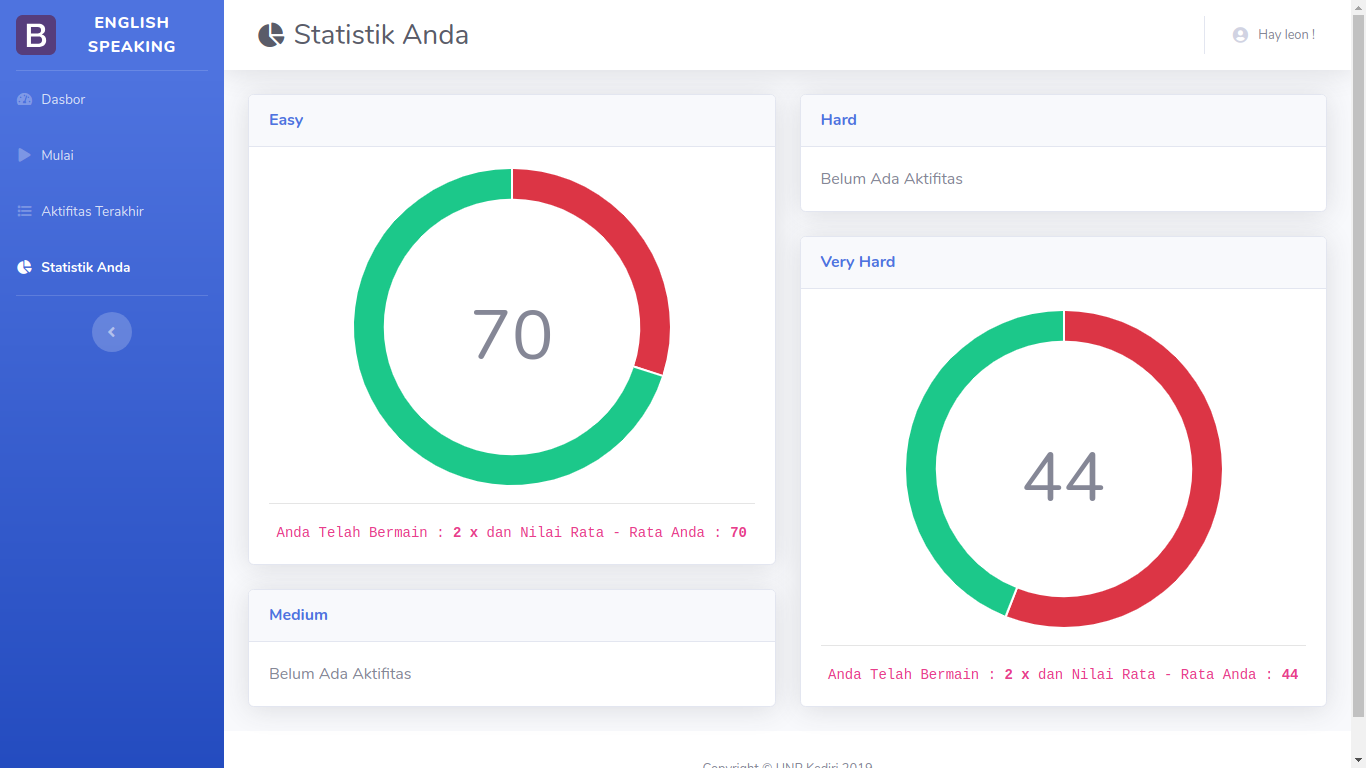 B
ENGLISH
SPEAKING
Dasbor
Mulai
Aktifitas Terakhir
Statistik Anda
Statistik Anda
Hay leon !
Easy
70
Anda Telah Bermain : 2 x dan Nilai Rata - Rata Anda : 70
Medium
Belum Ada Aktifitas
Hard
Belum Ada Aktifitas
Very Hard
44
Anda Telah Bermain : 2 x dan Nilai Rata - Rata Anda : 44
Copyright © UNP Kediri 2019